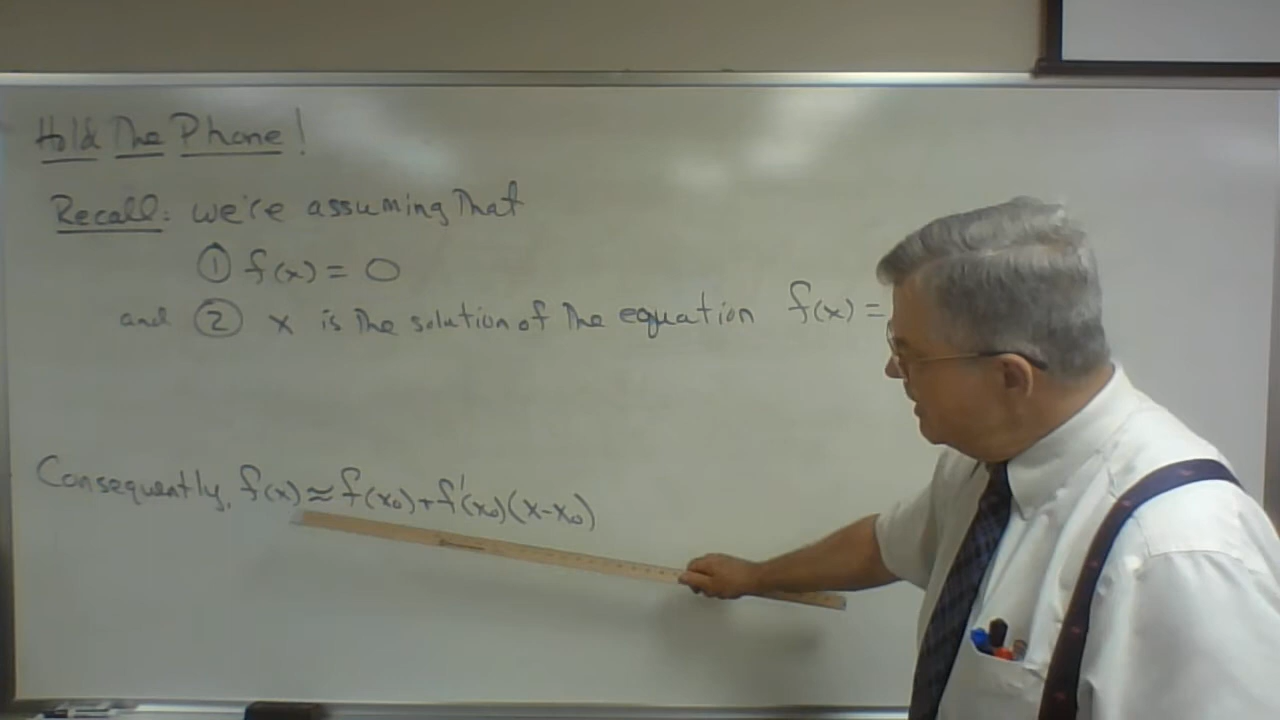 Hold The Phone!
Recall: we're assuming That
① f(x) = 0
and ② x is The solution of The equation f(x) =
Consequently, f(x) ≈ f(x₀) + f'(x₀)(x-x₀)